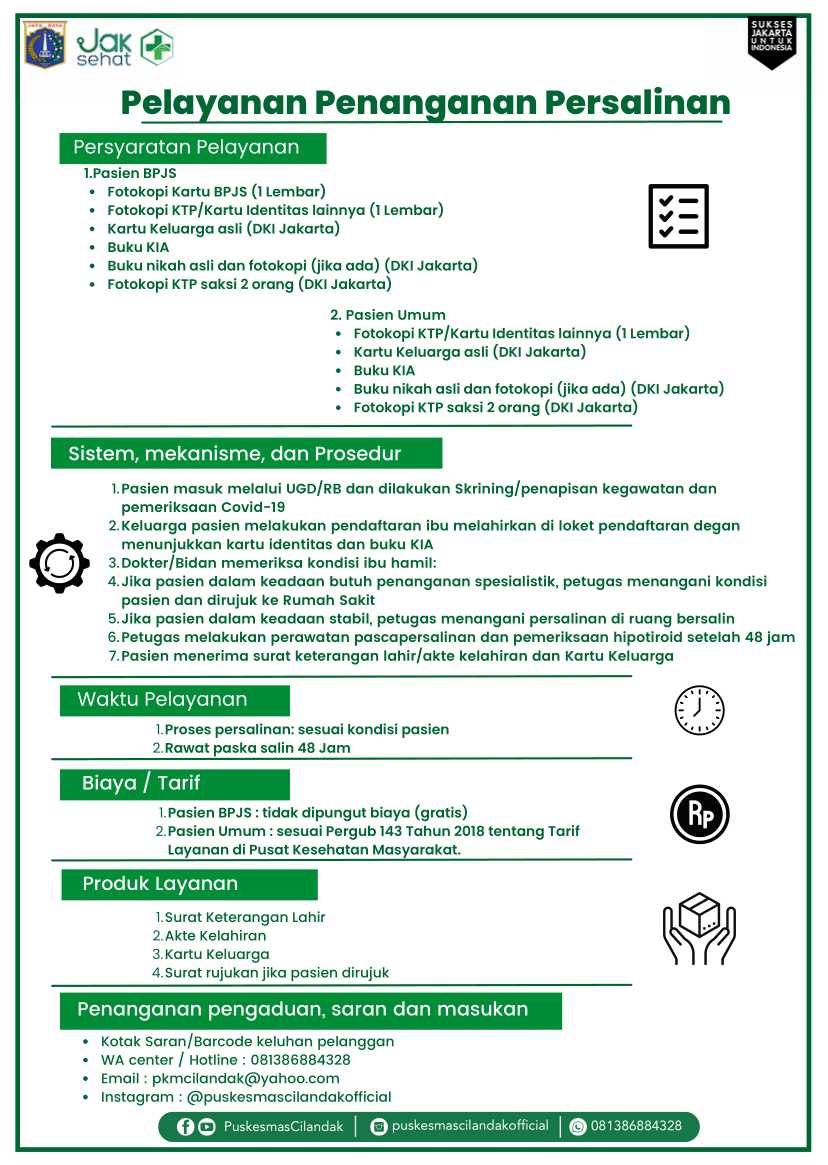 JAYA RAYA
Jak
sehat
SUKSES
JAKARTA
UNTUK
INDONESIA
Pelayanan Penanganan Persalinan
Persyaratan Pelayanan
1.Pasien BPJS
• Fotokopi Kartu BPJS (1 Lembar)
• Fotokopi KTP/Kartu Identitas lainnya (1 Lembar)
• Kartu Keluarga asli (DKI Jakarta)
• Buku KIA
• Buku nikah asli dan fotokopi (jika ada) (DKI Jakarta)
• Fotokopi KTP saksi 2 orang (DKI Jakarta)
2. Pasien Umum
• Fotokopi KTP/Kartu Identitas lainnya (1 Lembar)
• Kartu Keluarga asli (DKI Jakarta)
• Buku KIA
• Buku nikah asli dan fotokopi (jika ada) (DKI Jakarta)
• Fotokopi KTP saksi 2 orang (DKI Jakarta)
Sistem, mekanisme, dan Prosedur
1.Pasien masuk melalui UGD/RB dan dilakukan Skrining/penapisan kegawatan dan
pemeriksaan Covid-19
2.Keluarga pasien melakukan pendaftaran ibu melahirkan di loket pendaftaran degan
menunjukkan kartu identitas dan buku KIA
3.Dokter/Bidan memeriksa kondisi ibu hamil:
4.Jika pasien dalam keadaan butuh penanganan spesialistik, petugas menangani kondisi
pasien dan dirujuk ke Rumah Sakit
5.Jika pasien dalam keadaan stabil, petugas menangani persalinan di ruang bersalin
6.Petugas melakukan perawatan pascapersalinan dan pemeriksaan hipotiroid setelah 48 jam
7.Pasien menerima surat keterangan lahir/akte kelahiran dan Kartu Keluarga
Waktu Pelayanan
1.Proses persalinan: sesuai kondisi pasien
2.Rawat paska salin 48 Jam
Biaya / Tarif
1.Pasien BPJS : tidak dipungut biaya (gratis)
2.Pasien Umum : sesuai Pergub 143 Tahun 2018 tentang Tarif
Layanan di Pusat Kesehatan Masyarakat.
Rp
Produk Layanan
1.Surat Keterangan Lahir
2.Akte Kelahiran
3.Kartu Keluarga
4.Surat rujukan jika pasien dirujuk
Penanganan pengaduan, saran dan masukan
• Kotak Saran/Barcode keluhan pelanggan
• WA center / Hotline : 081386884328
• Email : pkmcilandak@yahoo.com
• Instagram : @puskesmascilandakofficial
PuskesmasCilandak | puskesmascilandakofficial | 081386884328